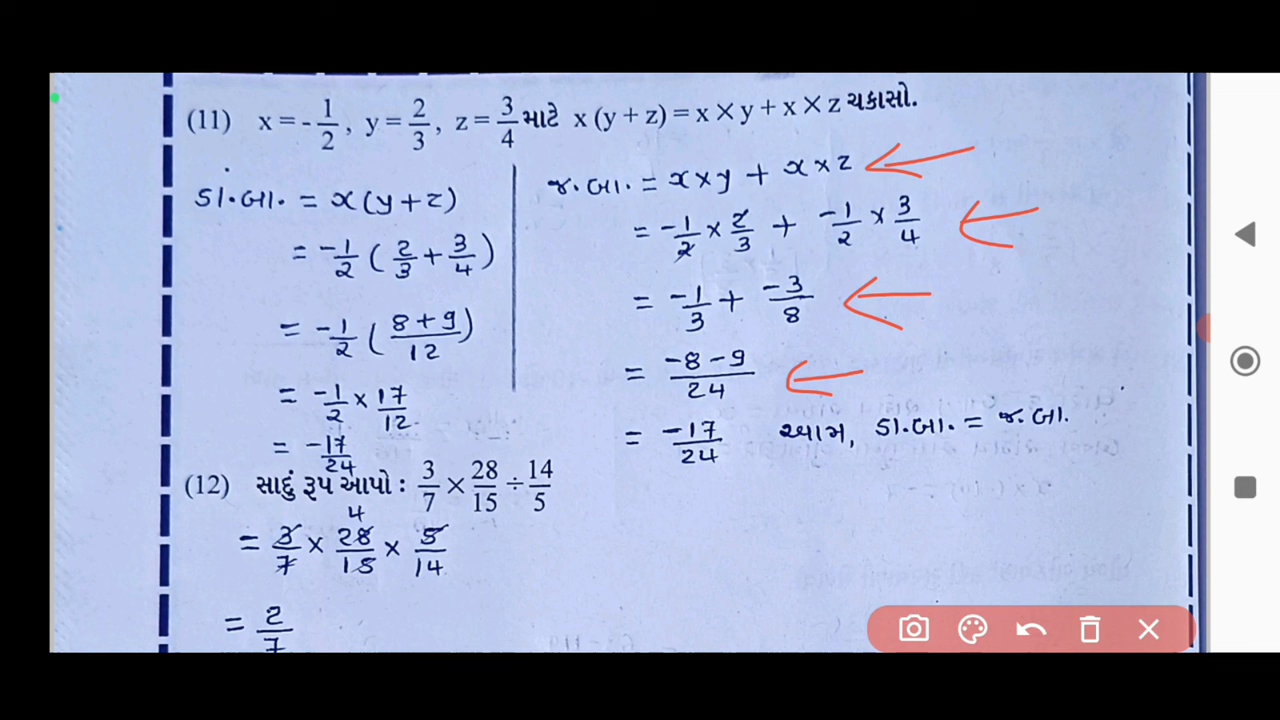 (11) x = -1/2, y = 2/3, z = 3/4 માટે x (y + z) = x × y + x × z ચકાસો.
ડા.બા. = x(y+z)
= -1/2 (2/3 + 3/4)
= -1/2 (8+9/12)
= -1/2 × 17/12
= -17/24
જ.બા. = x×y + x×z
= -1/2 × 2/3 + -1/2 × 3/4
= -1/3 + -3/8
= -8-9/24
= -17/24 આમ, ડા.બા. = જ.બા.
(12) સાદું રૂપ આપો : 3/7 × 28/15 ÷ 14/5
4
= 3/7 × 28/15 × 5/14
= 2/7